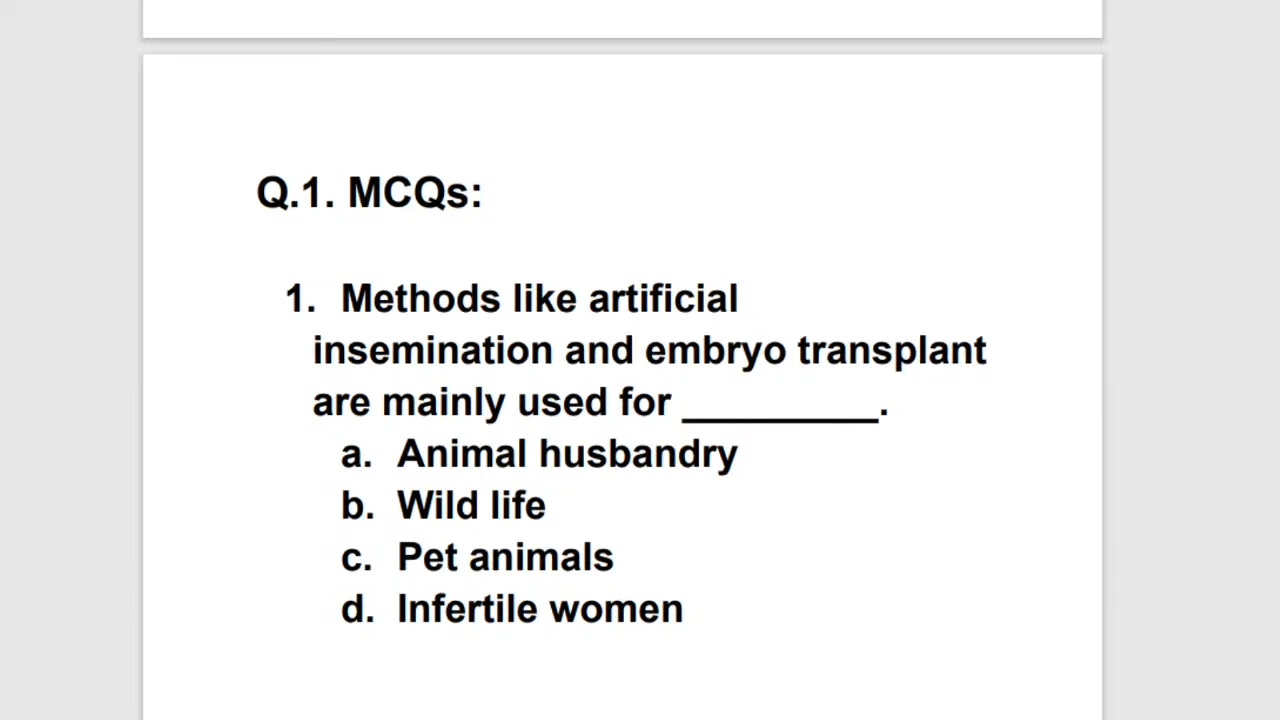 Q.1. MCQs:
1. Methods like artificial
insemination and embryo transplant
are mainly used for _________.
a. Animal husbandry
b. Wild life
c. Pet animals
d. Infertile women